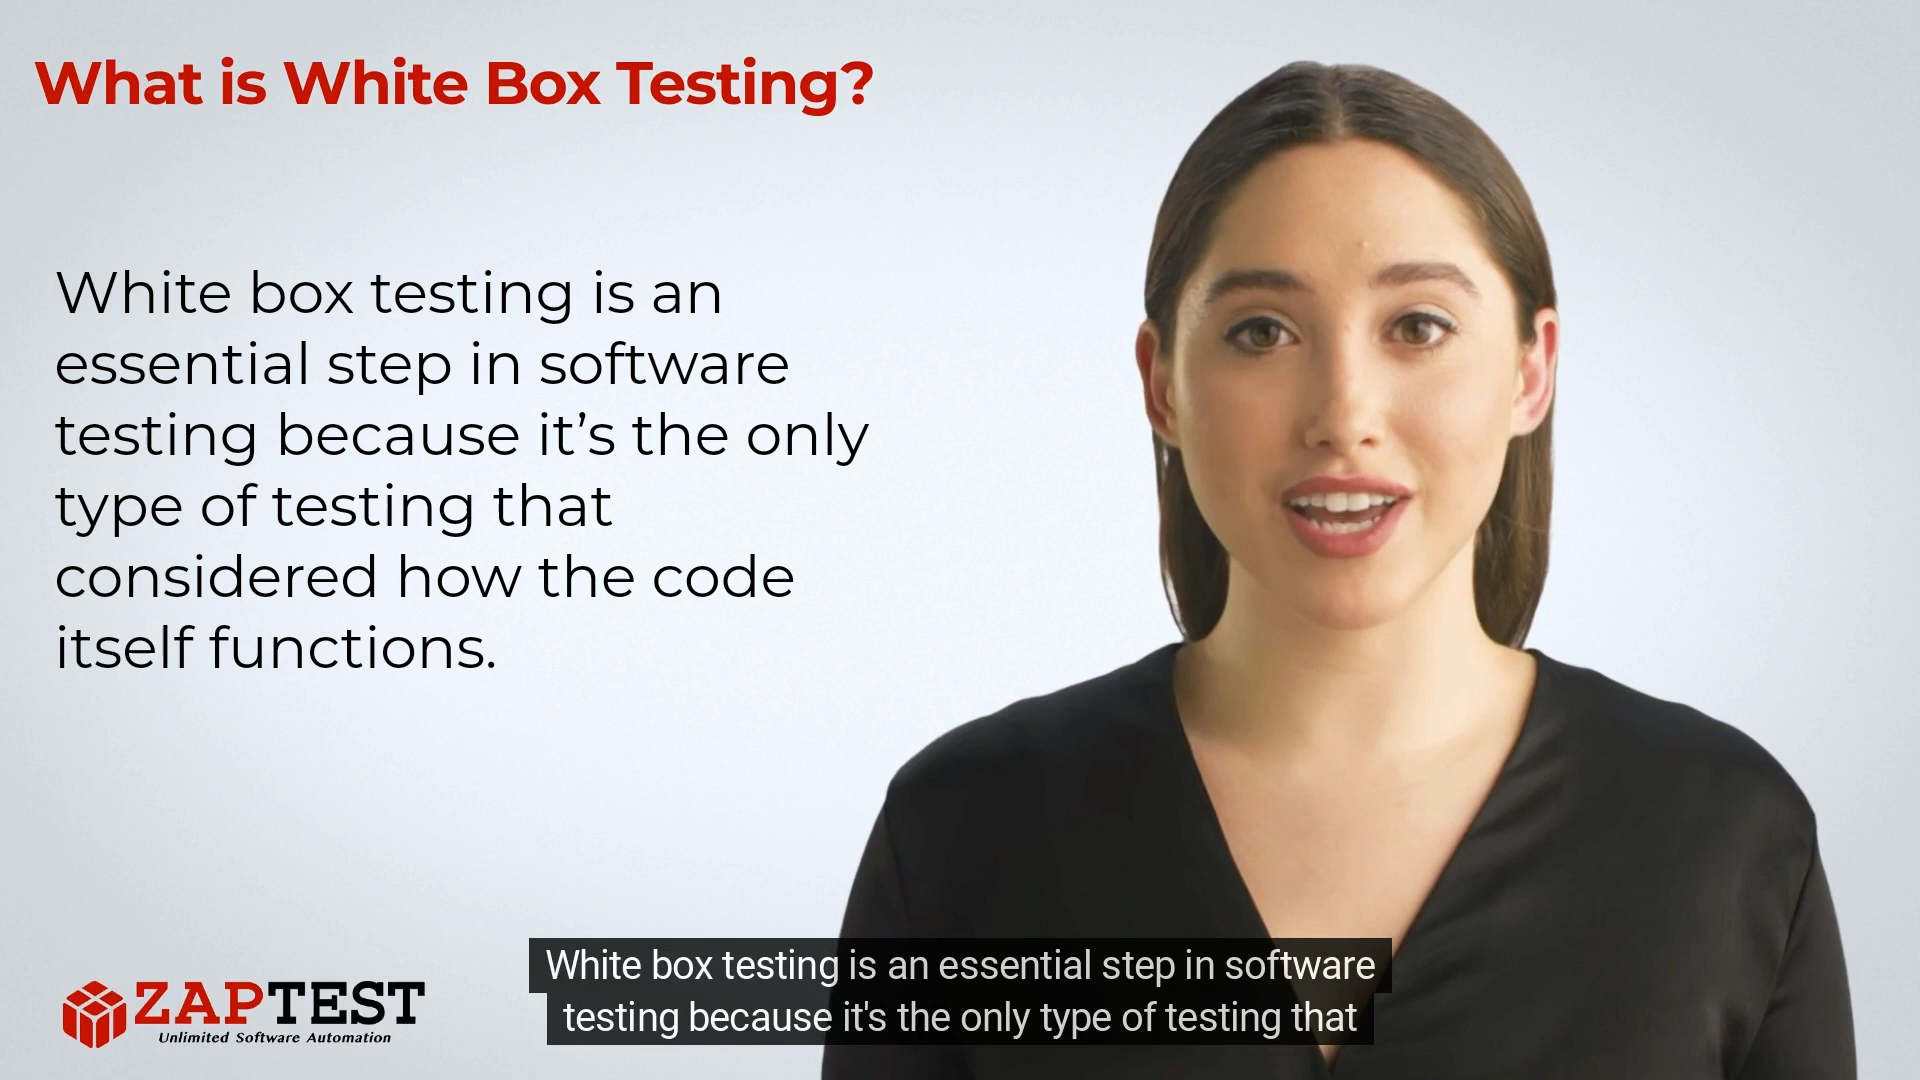 What is White Box Testing?
White box testing is an
essential step in software
testing because it’s the only
type of testing that
considered how the code
itself functions.
ZAPTEST
Unlimited Software Automation
White box testing is an essential step in software
testing because it's the only type of testing that